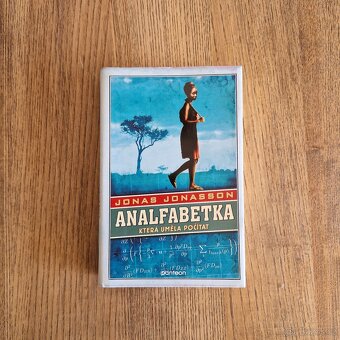 JONAS JONASSON
ANALFABETKA
KTERÁ UMĚLA POČÍTAT
panteon